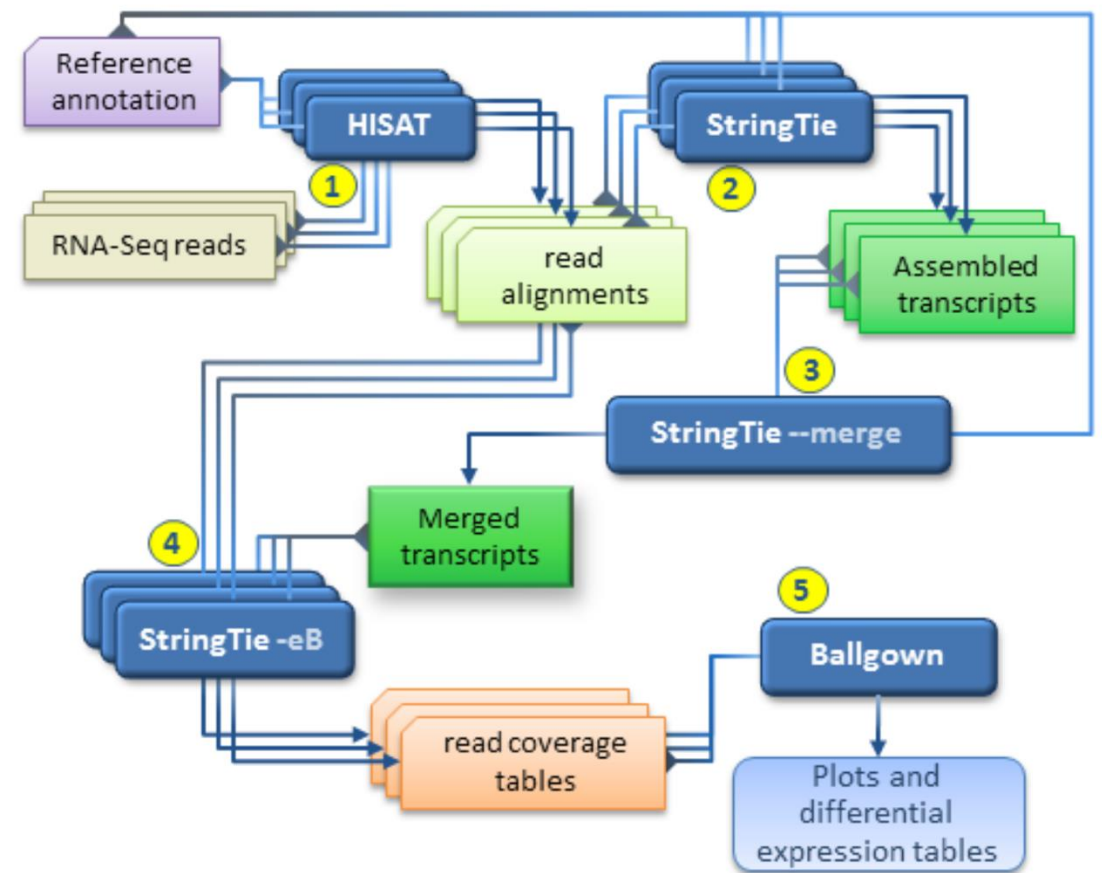 Reference
annotation
HISAT
StringTie
1
2
RNA-Seq reads
read
alignments
Assembled
transcripts
3
StringTie --merge
Merged
transcripts
4
StringTie -eB
5
Ballgown
read coverage
tables
Plots and
differential
expression tables